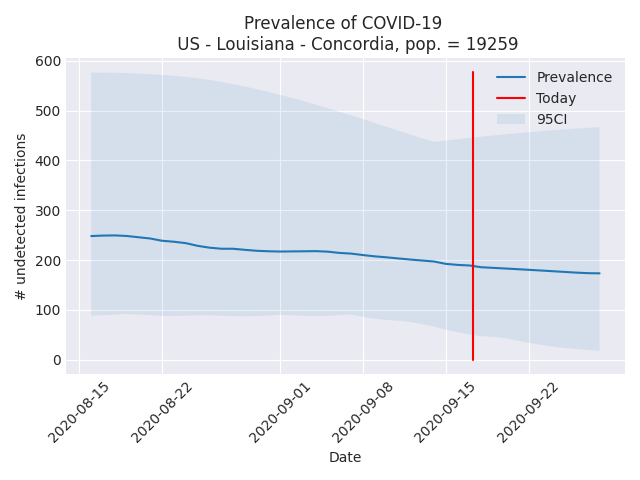 Prevalence of COVID-19
US - Louisiana - Concordia, pop. = 19259
Prevalence
Today
95CI
# undetected infections
600
500
400
300
200
100
0
2020-08-15
2020-08-22
2020-09-01
2020-09-08
2020-09-15
2020-09-22
Date